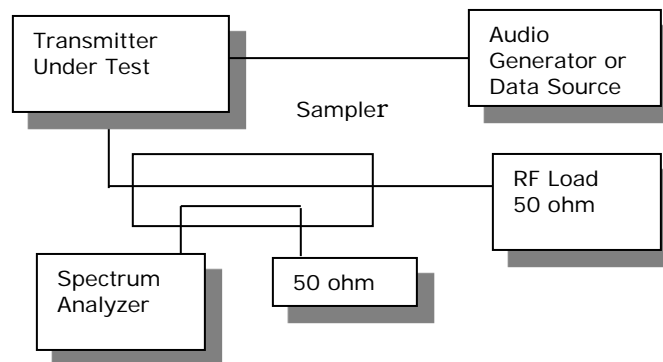 Transmitter
Under Test
Audio
Generator or
Data Source
Sampler
RF Load
50 ohm
Spectrum
Analyzer
50 ohm